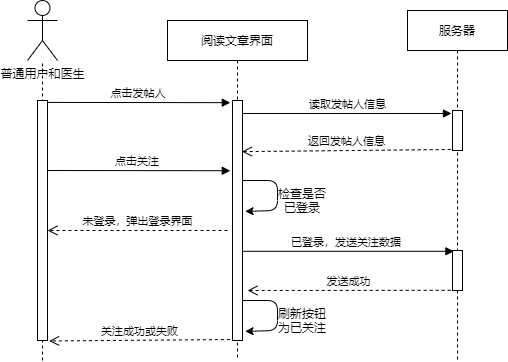 阅读文章界面
服务器
普通用户和医生
点击发帖人
读取发帖人信息
返回发帖人信息
点击关注
检查是否
已登录
未登录，弹出登录界面
已登录，发送关注数据
发送成功
刷新按钮
为已关注
关注成功或失败